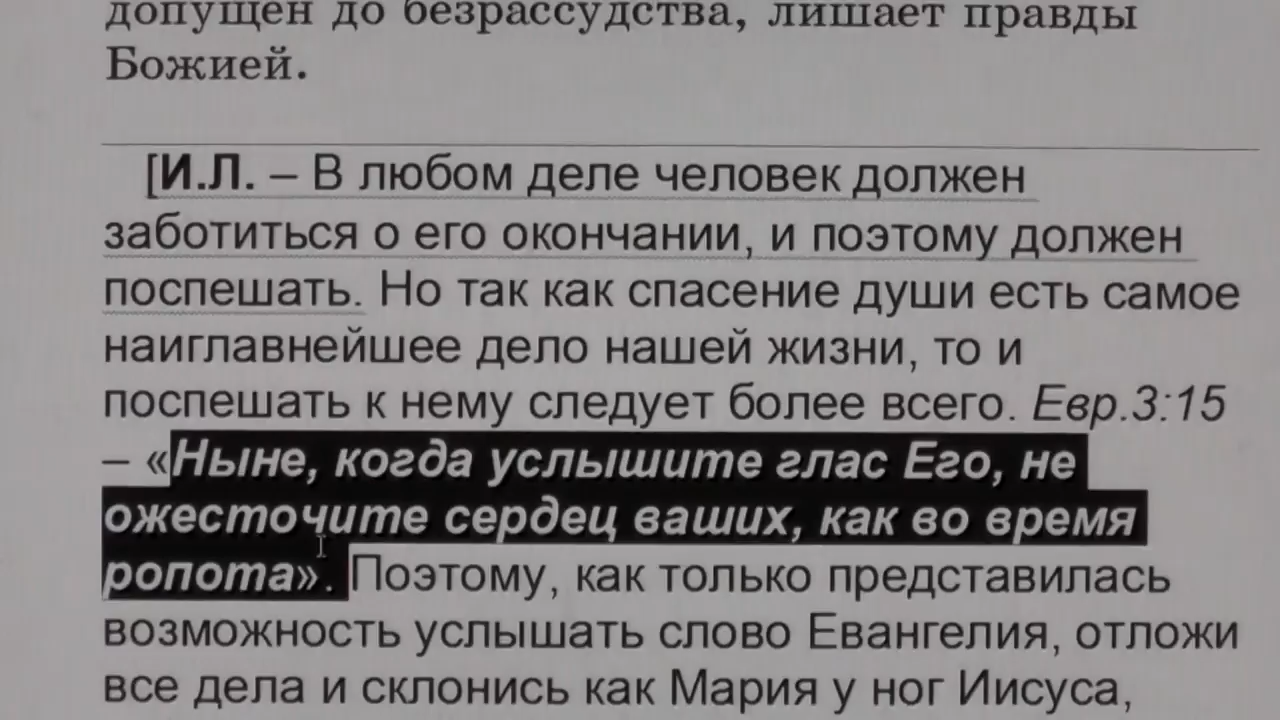 допущен до безрассудства, лишает правды
Божией.
[И.Л. – В любом деле человек должен
заботиться о его окончании, и поэтому должен
поспешать. Но так как спасение души есть самое
наиглавнейшее дело нашей жизни, то и
поспешать к нему следует более всего. Евр.3:15
– «Ныне, когда услышите глас Его, не
ожесточите сердец ваших, как во время
ропота». Поэтому, как только представилась
возможность услышать слово Евангелия, отложи
все дела и склонись как Мария у ног Иисуса,